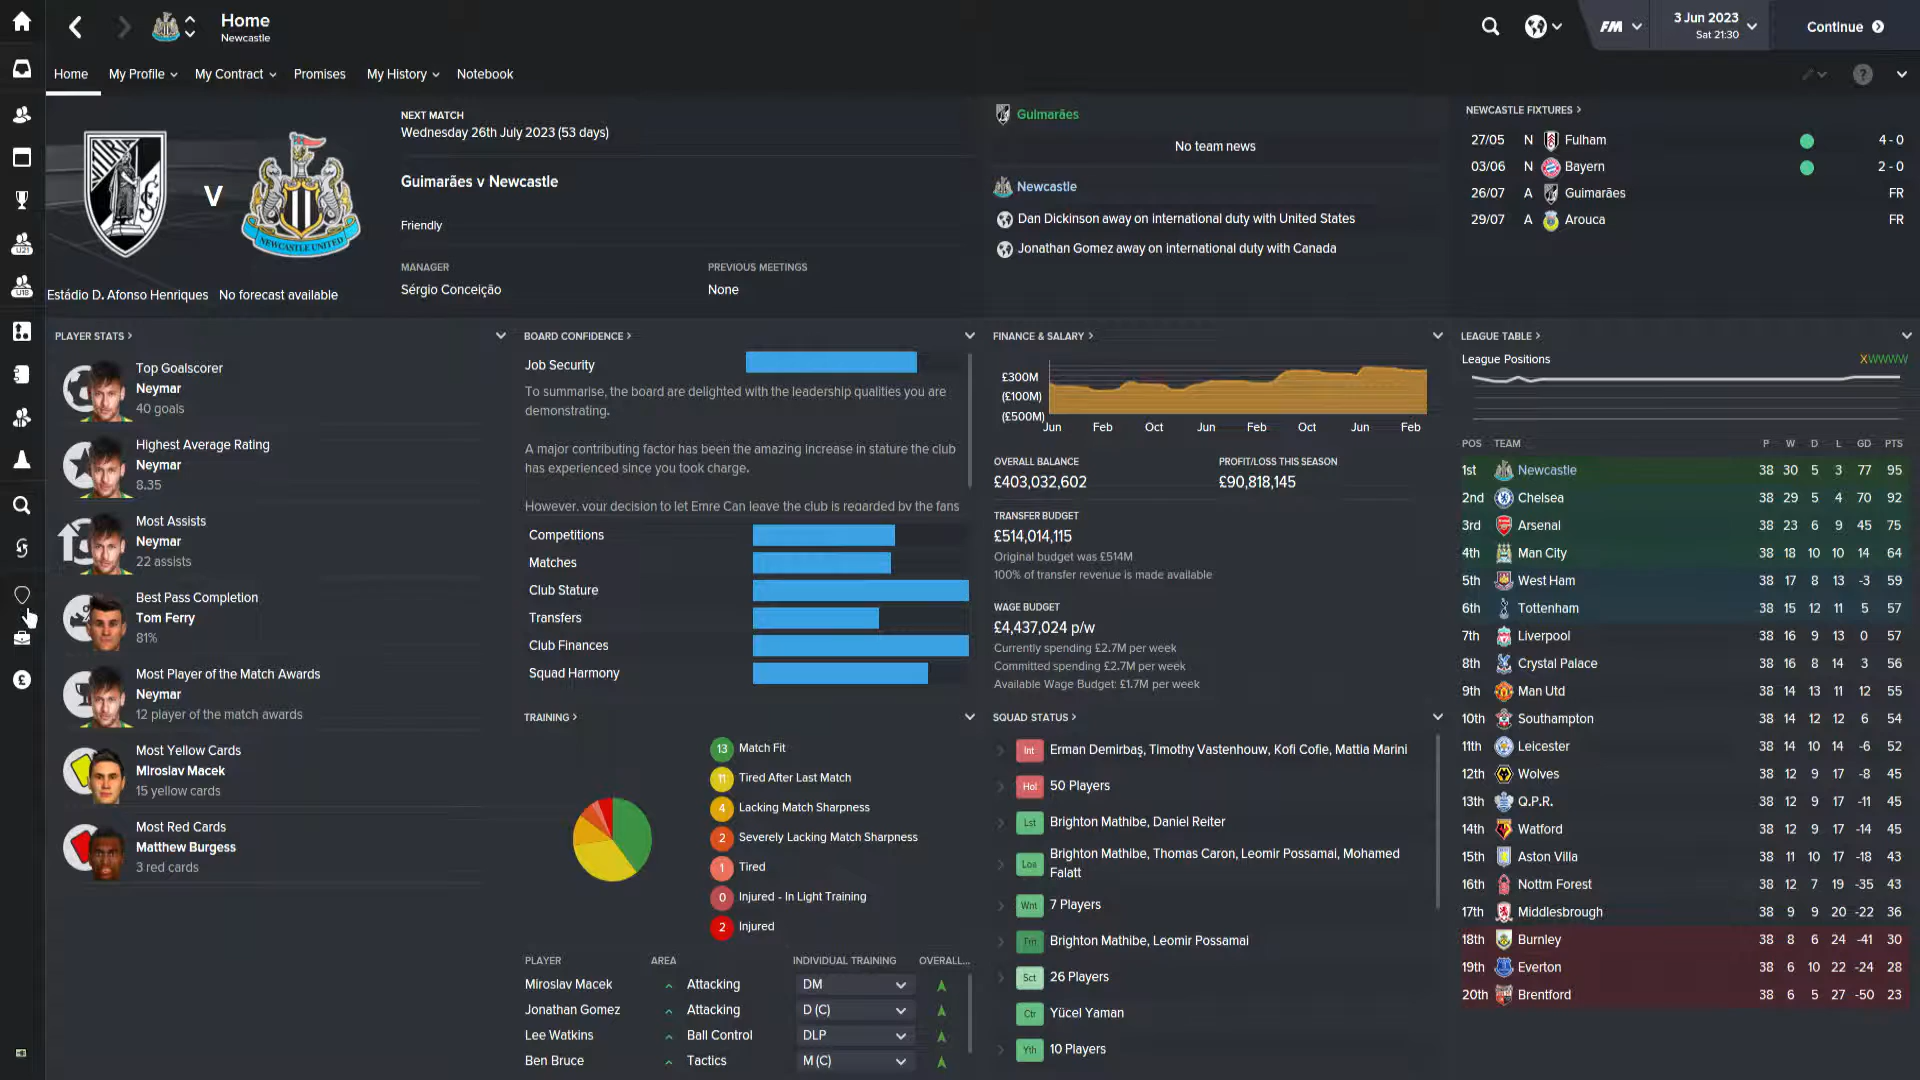 Home
Newcastle
FM
3 Jun 2023
Sat 21:30
Continue
Home
My Profile
My Contract
Promises
My History
Notebook
?
V
NEWCASTLE UNITED
Estádio D. Afonso Henriques
No forecast available
NEXT MATCH
Wednesday 26th July 2023 (53 days)
Guimarães v Newcastle
Friendly
MANAGER
PREVIOUS MEETINGS
Sérgio Conceição
None
Guimarães
No team news
Newcastle
Dan Dickinson away on international duty with United States
Jonathan Gomez away on international duty with Canada
NEWCASTLE FIXTURES >
27/05 N Fulham 4 - 0
03/06 N Bayern 2 - 0
26/07 A Guimarães FR
29/07 A Arouca FR
U21
U18
PLAYER STATS >
Top Goalscorer
Neymar
40 goals
Highest Average Rating
Neymar
8.35
Most Assists
Neymar
22 assists
Best Pass Completion
Tom Ferry
81%
Most Player of the Match Awards
Neymar
12 player of the match awards
Most Yellow Cards
Miroslav Macek
15 yellow cards
Most Red Cards
Matthew Burgess
3 red cards
BOARD CONFIDENCE >
Job Security
To summarise, the board are delighted with the leadership qualities you are
demonstrating.
A major contributing factor has been the amazing increase in stature the club
has experienced since you took charge.
However, your decision to let Emre Can leave the club is regarded by the fans
Competitions
Matches
Club Stature
Transfers
Club Finances
Squad Harmony
TRAINING >
13 Match Fit
11 Tired After Last Match
4 Lacking Match Sharpness
2 Severely Lacking Match Sharpness
1 Tired
0 Injured - In Light Training
2 Injured
PLAYER AREA INDIVIDUAL TRAINING OVERALL...
Miroslav Macek Attacking DM
Jonathan Gomez Attacking D (C)
Lee Watkins Ball Control DLP
Ben Bruce Tactics M (C)
FINANCE & SALARY >
£300M
(£100M)
(£500M)
Jun Feb Oct Jun Feb Oct Jun Feb
OVERALL BALANCE
PROFIT/LOSS THIS SEASON
£403,032,602
£90,818,145
TRANSFER BUDGET
£514,014,115
Original budget was £514M
100% of transfer revenue is made available
WAGE BUDGET
£4,437,024 p/w
Currently spending £2.7M per week
Committed spending £2.7M per week
Available Wage Budget: £1.7M per week
SQUAD STATUS >
Int Erman Demirbaş, Timothy Vastenhouw, Kofi Cofie, Mattia Marini
Hol 50 Players
Lst Brighton Mathibe, Daniel Reiter
Loa Brighton Mathibe, Thomas Caron, Leomir Possamai, Mohamed
Falatt
Wnt 7 Players
Frn Brighton Mathibe, Leomir Possamai
Sct 26 Players
Ctr Yücel Yaman
Yth 10 Players
LEAGUE TABLE >
League Positions
XWWWW
POS TEAM P W D L GD PTS
1st Newcastle 38 30 5 3 77 95
2nd Chelsea 38 29 5 4 70 92
3rd Arsenal 38 23 6 9 45 75
4th Man City 38 18 10 10 14 64
5th West Ham 38 17 8 13 -3 59
6th Tottenham 38 15 12 11 5 57
7th Liverpool 38 16 9 13 0 57
8th Crystal Palace 38 16 8 14 3 56
9th Man Utd 38 14 13 11 12 55
10th Southampton 38 14 12 12 6 54
11th Leicester 38 14 10 14 -6 52
12th Wolves 38 12 9 17 -8 45
13th Q.P.R. 38 12 9 17 -11 45
14th Watford 38 12 9 17 -14 45
15th Aston Villa 38 11 10 17 -18 43
16th Nottm Forest 38 12 7 19 -35 43
17th Middlesbrough 38 9 9 20 -22 36
18th Burnley 38 8 6 24 -41 30
19th Everton 38 6 10 22 -24 28
20th Brentford 38 6 5 27 -50 23